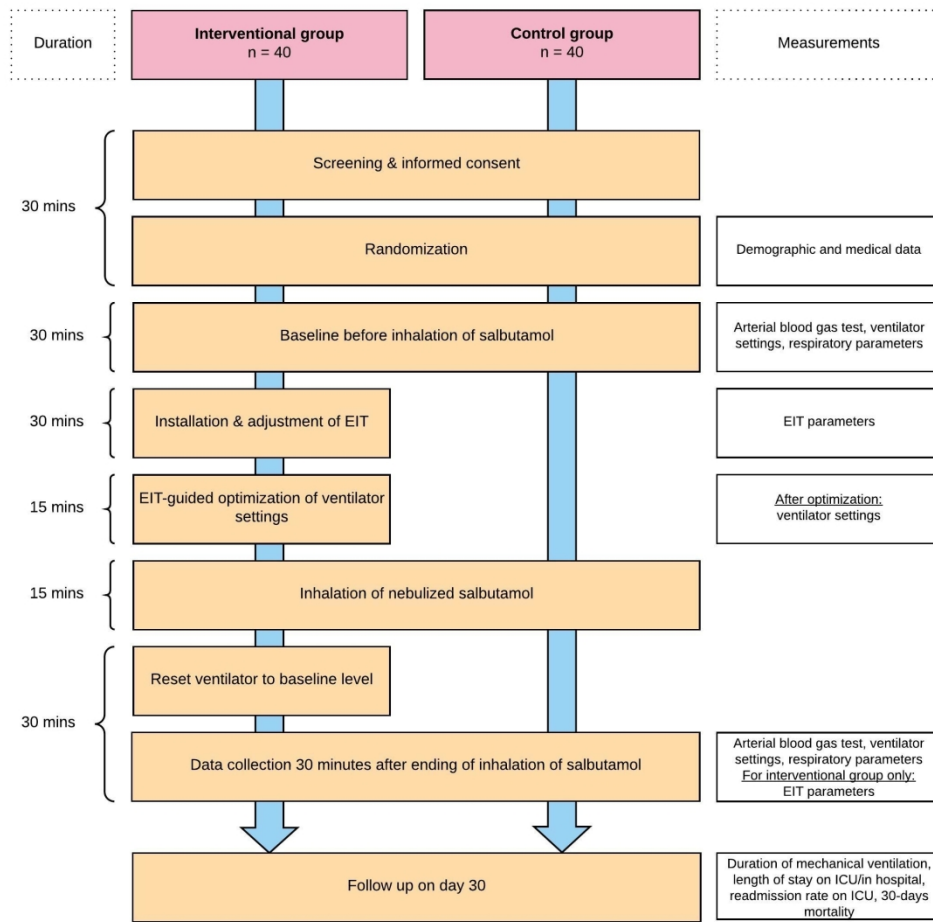 Duration
Interventional group
n = 40
Control group
n = 40
Measurements
Screening & informed consent
30 mins
Randomization
Demographic and medical data
30 mins
Baseline before inhalation of salbutamol
Arterial blood gas test, ventilator
settings, respiratory parameters
30 mins
Installation & adjustment of EIT
EIT parameters
15 mins
EIT-guided optimization of ventilator
settings
After optimization:
ventilator settings
15 mins
Inhalation of nebulized salbutamol
Reset ventilator to baseline level
30 mins
Data collection 30 minutes after ending of inhalation of salbutamol
Arterial blood gas test, ventilator
settings, respiratory parameters
For interventional group only:
EIT parameters
Follow up on day 30
Duration of mechanical ventilation,
length of stay on ICU/in hospital,
readmission rate on ICU, 30-days
mortality